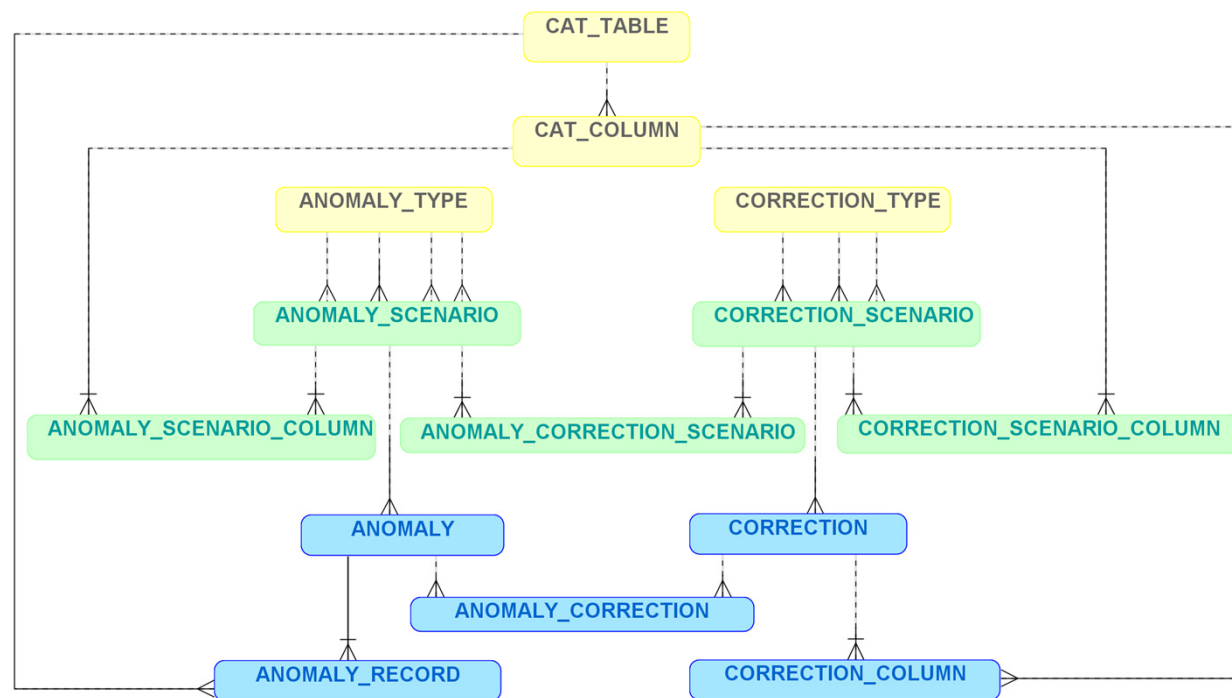 CAT_TABLE
CAT_COLUMN
ANOMALY_TYPE
CORRECTION_TYPE
ANOMALY_SCENARIO
CORRECTION_SCENARIO
ANOMALY_SCENARIO_COLUMN
ANOMALY_CORRECTION_SCENARIO
CORRECTION_SCENARIO_COLUMN
ANOMALY
CORRECTION
ANOMALY_CORRECTION
ANOMALY_RECORD
CORRECTION_COLUMN